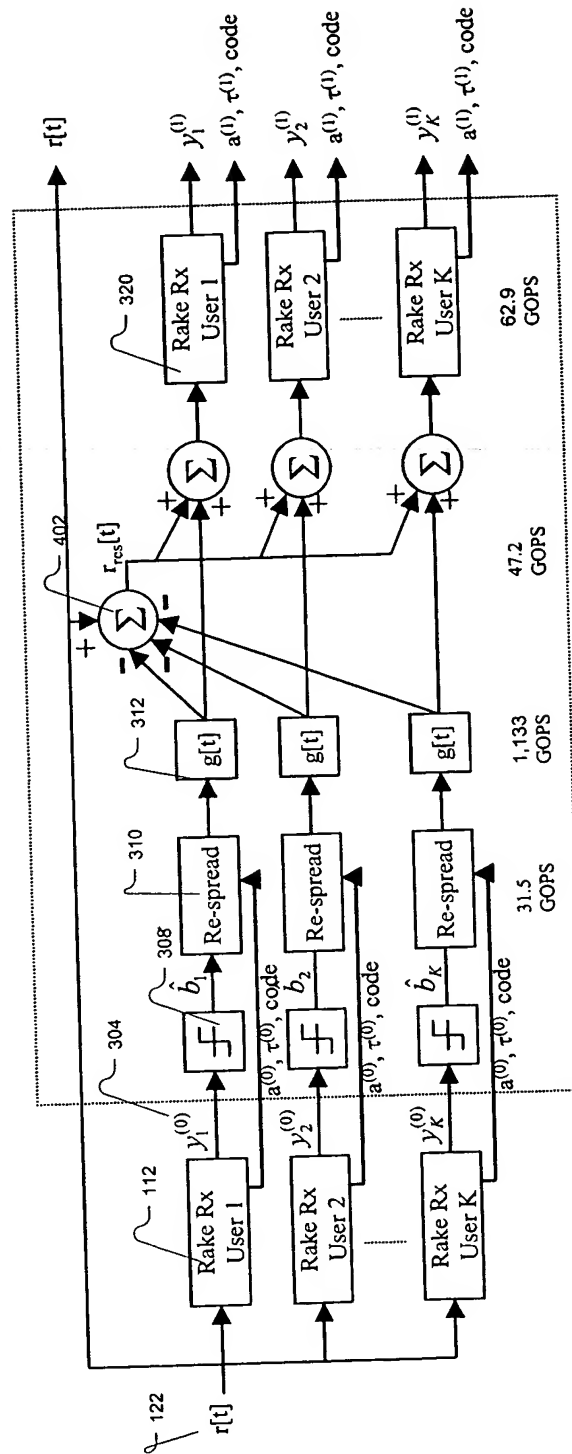 122
r[t]
112
Rake Rx
User 1
Rake Rx
User 2
Rake Rx
User K
304
y₁⁽⁰⁾
a⁽⁰⁾, τ⁽⁰⁾, code
y₂⁽⁰⁾
a⁽⁰⁾, τ⁽⁰⁾, code
y_K⁽⁰⁾
a⁽⁰⁾, τ⁽⁰⁾, code
308
b̂₁
b̂₂
b̂_K
310
Re-spread
Re-spread
Re-spread
31.5
GOPS
312
g[t]
g[t]
g[t]
1,133
GOPS
402
+
Σ
−
−
−
r_res[t]
+
Σ
+
+
Σ
+
+
Σ
+
47.2
GOPS
320
Rake Rx
User 1
Rake Rx
User 2
Rake Rx
User K
62.9
GOPS
r[t]
y₁⁽¹⁾
a⁽¹⁾, τ⁽¹⁾, code
y₂⁽¹⁾
a⁽¹⁾, τ⁽¹⁾, code
y_K⁽¹⁾
a⁽¹⁾, τ⁽¹⁾, code